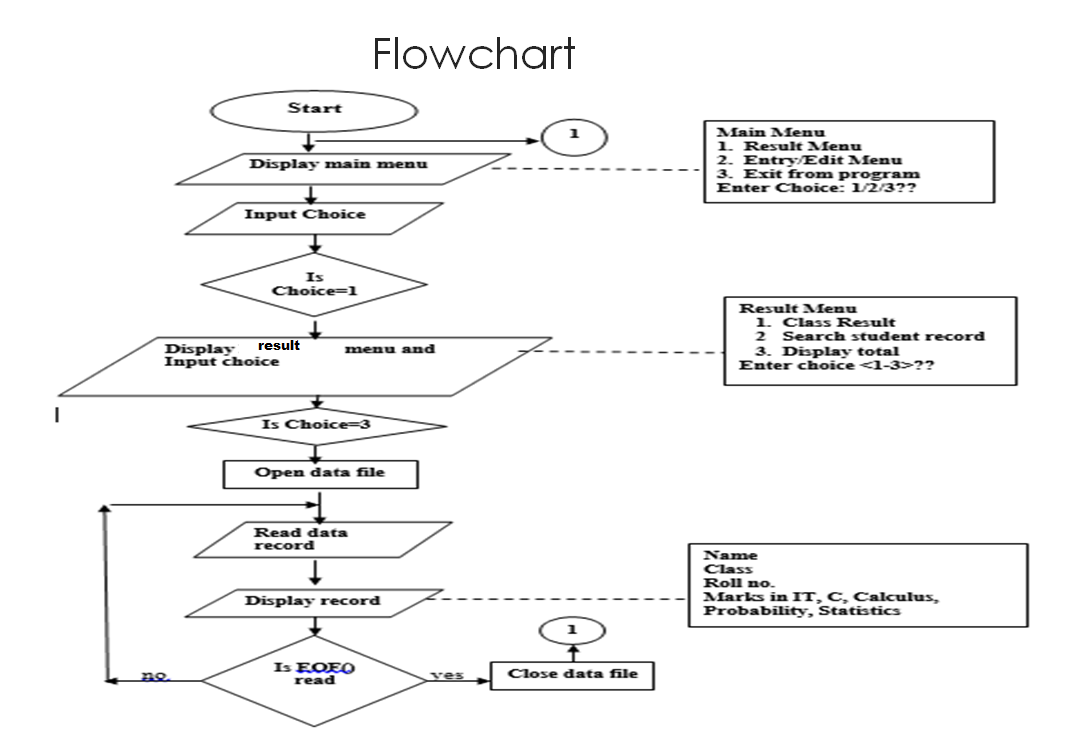 Flowchart
Start
1
Display main menu
Main Menu
1. Result Menu
2. Entry/Edit Menu
3. Exit from program
Enter Choice: 1/2/3??
Input Choice
Is
Choice=1
Display result menu and
Input choice
Result Menu
1. Class Result
2 Search student record
3. Display total
Enter choice <1-3>??
Is Choice=3
Open data file
Read data
record
Display record
Name
Class
Roll no.
Marks in IT, C, Calculus,
Probability, Statistics
1
Is EOFO
read
no.
yes
Close data file